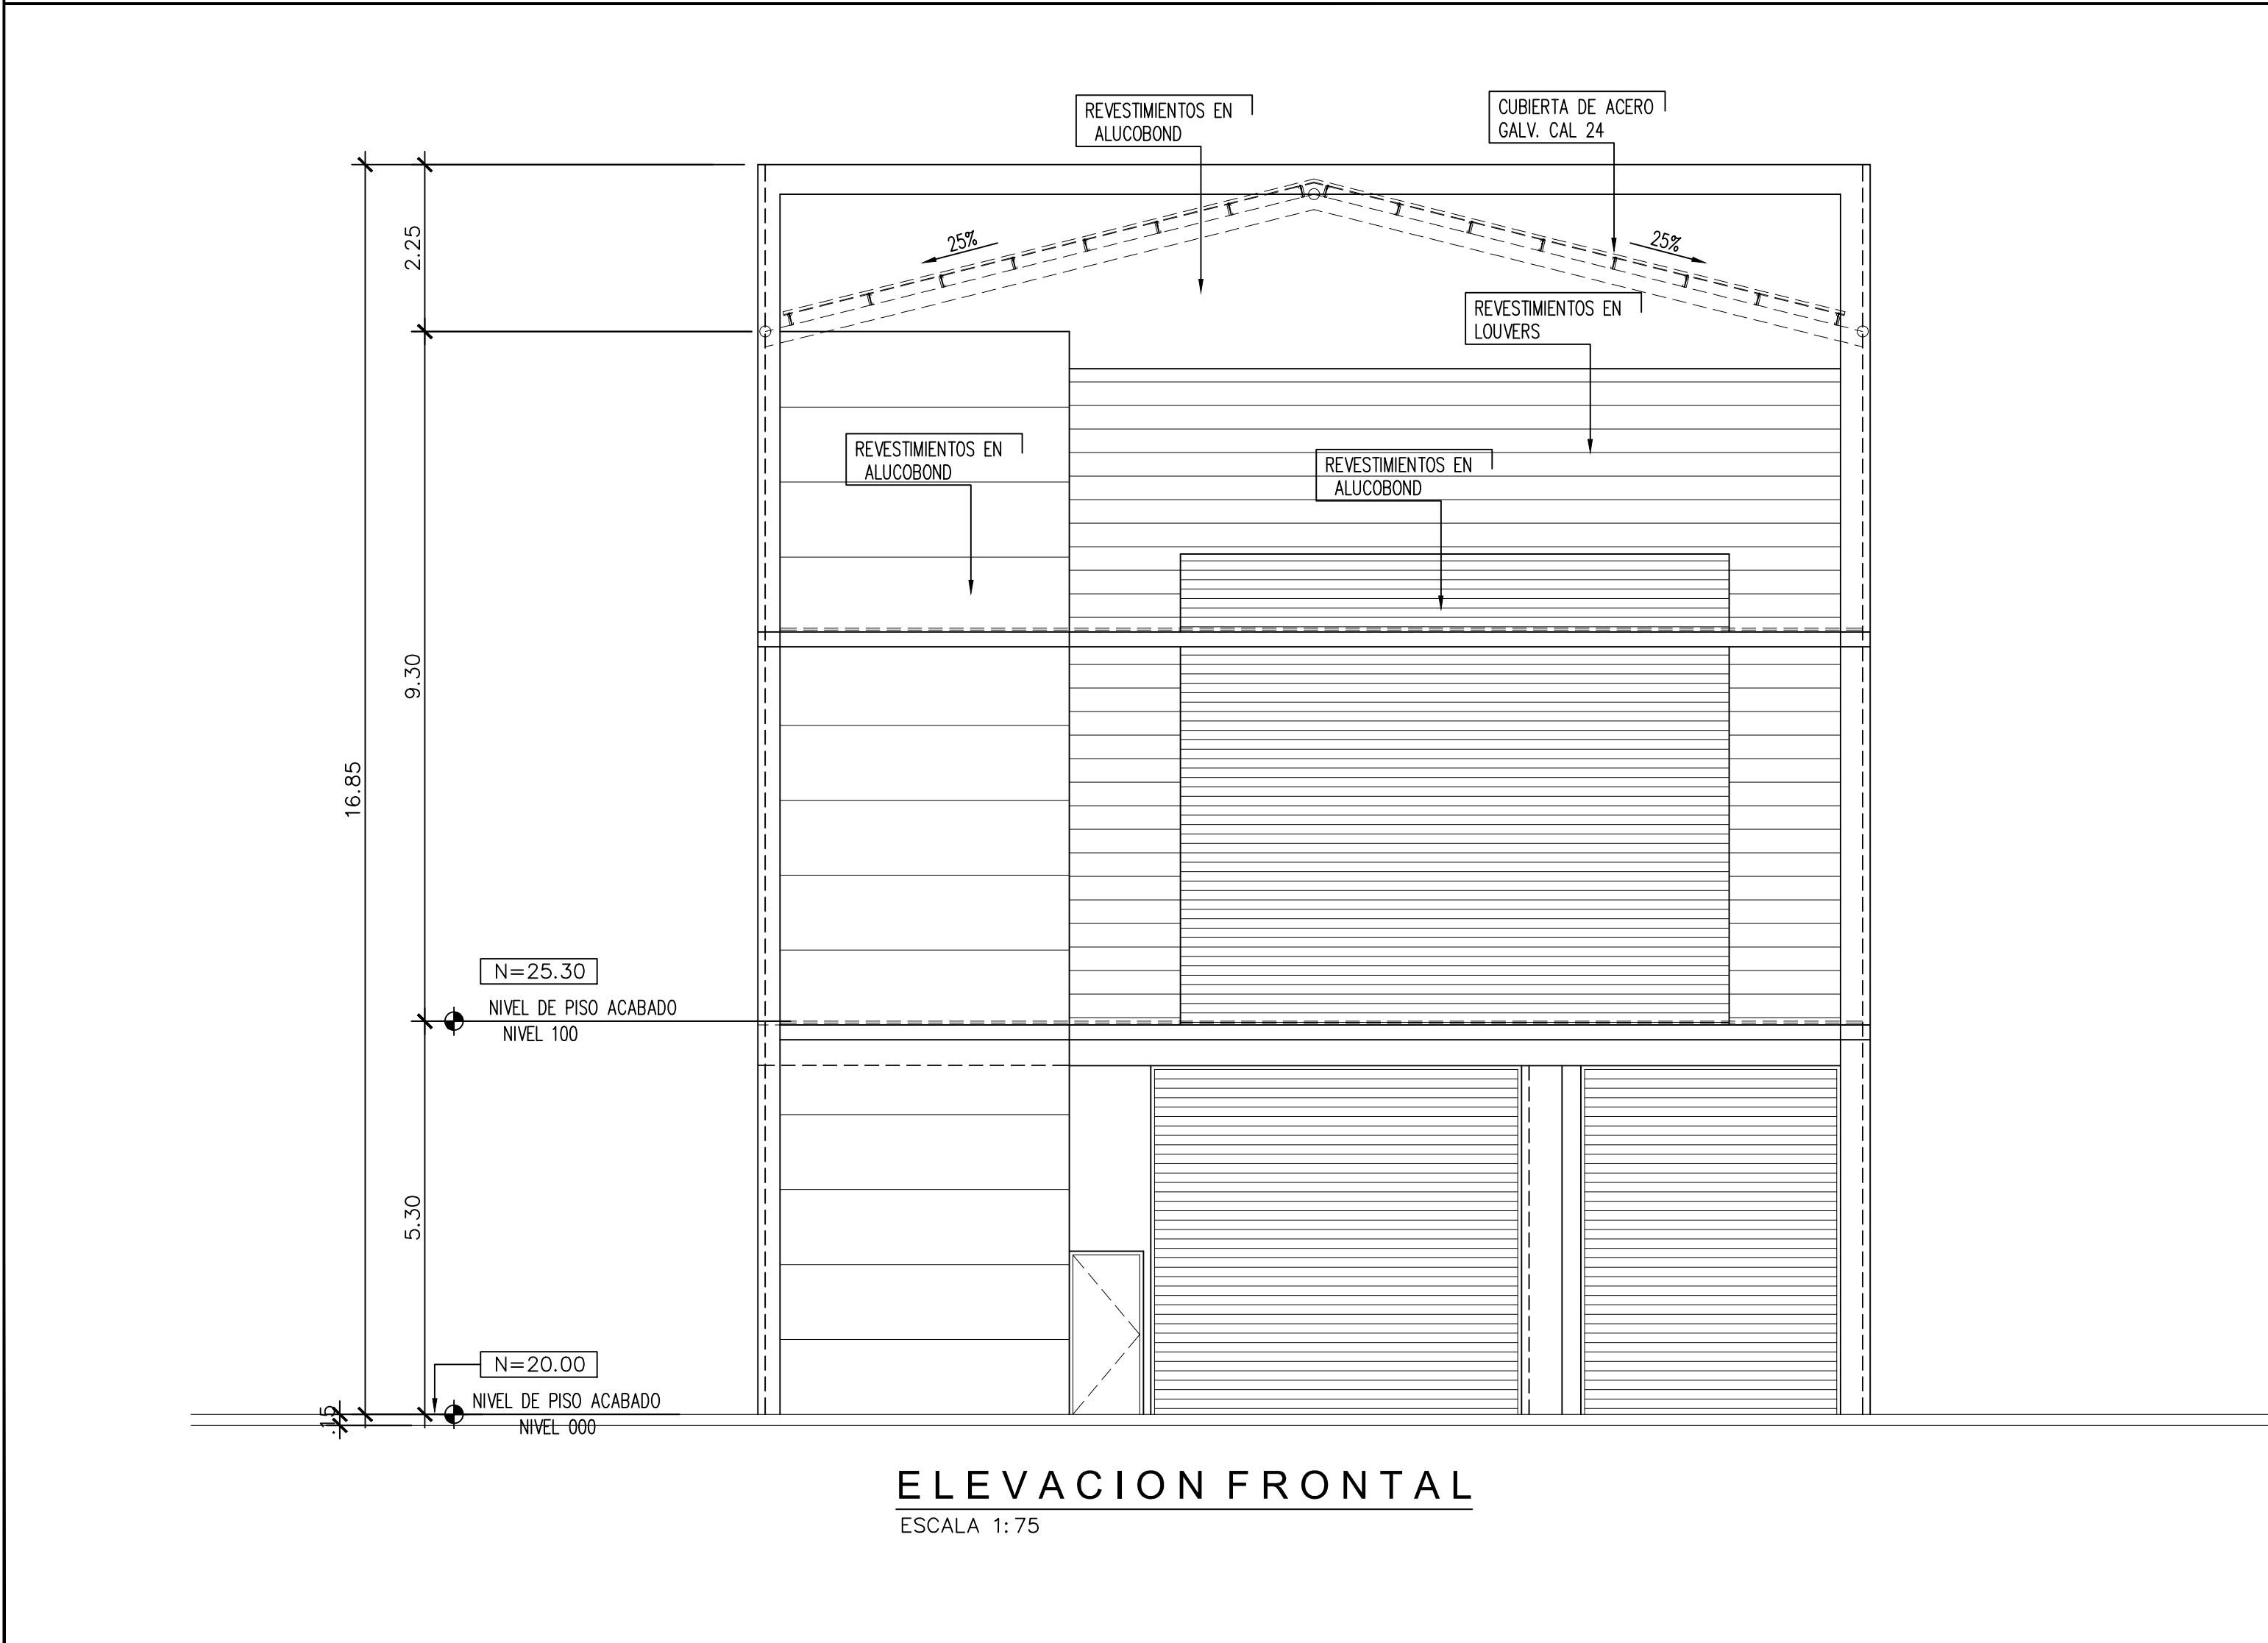 REVESTIMIENTOS EN
ALUCOBOND
CUBIERTA DE ACERO
GALV. CAL 24
25%
25%
2.25
REVESTIMIENTOS EN
LOUVERS
REVESTIMIENTOS EN
ALUCOBOND
REVESTIMIENTOS EN
ALUCOBOND
9.30
16.85
N=25.30
NIVEL DE PISO ACABADO
NIVEL 100
5.30
N=20.00
NIVEL DE PISO ACABADO
NIVEL 000
.15
ELEVACION FRONTAL
ESCALA 1:75